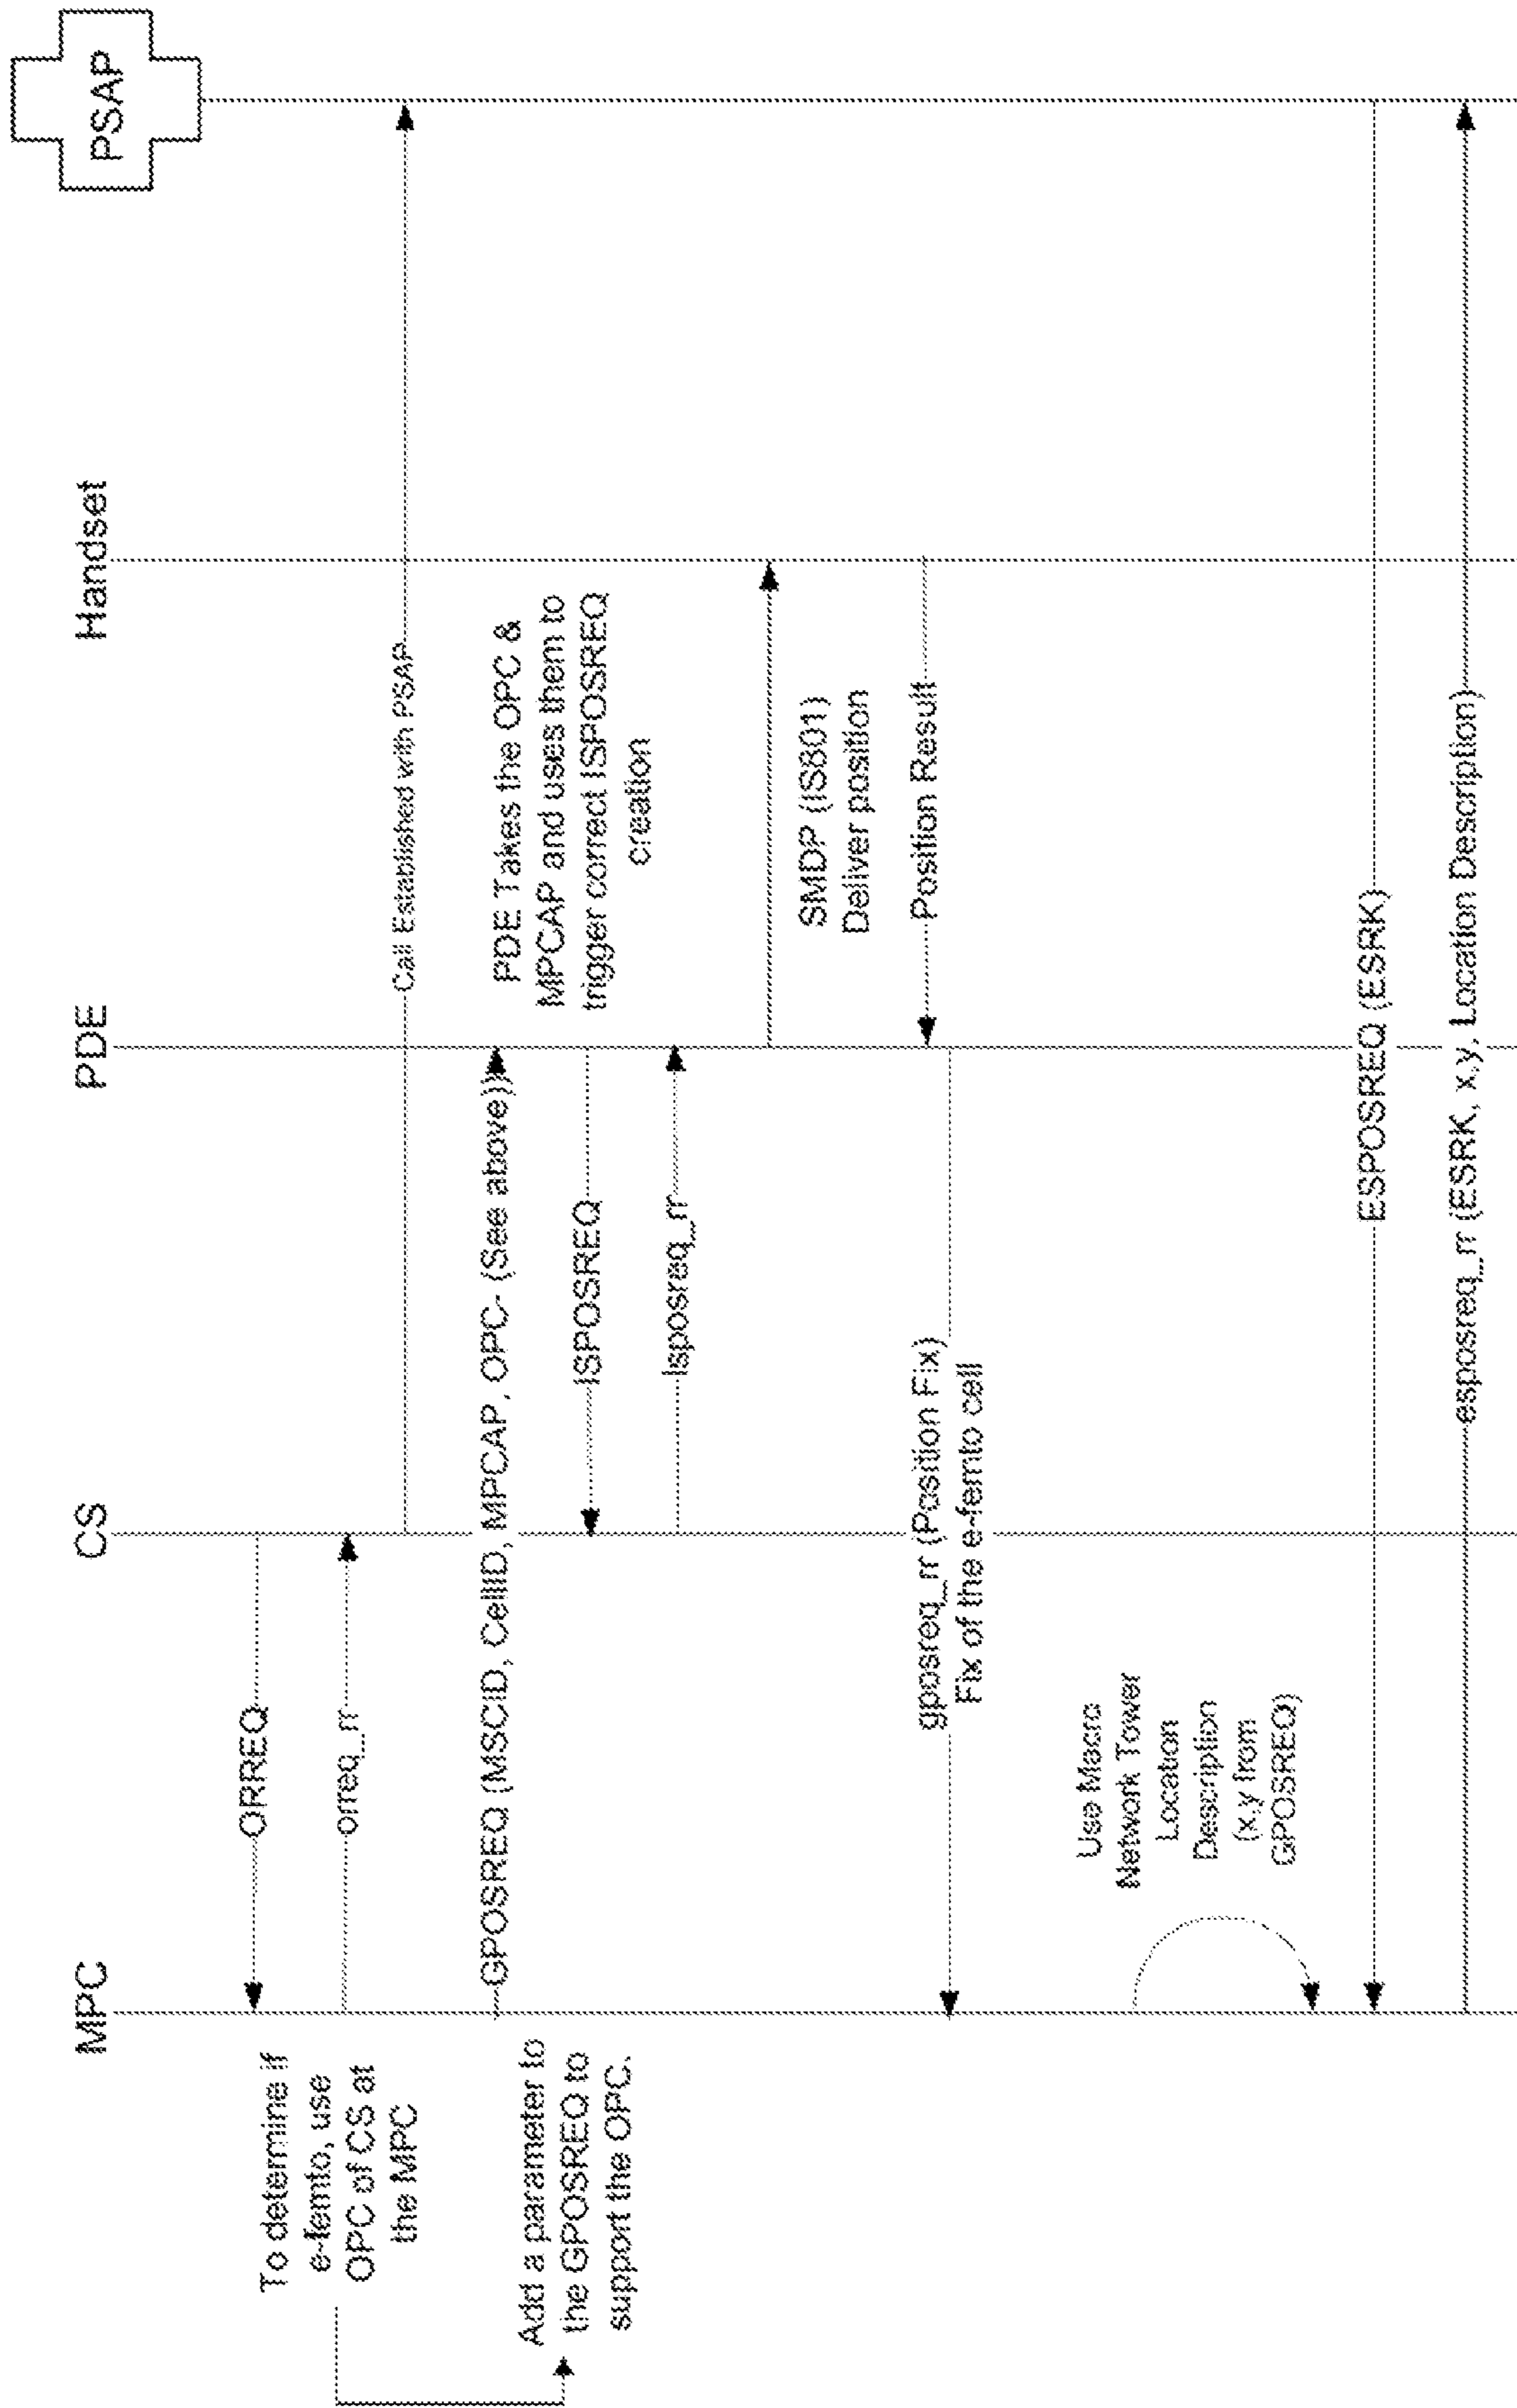 MPC
CS
PDE
Handset
PSAP
To determine if
e-femto, use
OPC of CS at
the MPC
ORREQ
orreq_rr
Call Established with PSAP
Add a parameter to
the GPOSREQ to
support the OPC.
GPOSREQ (MSCID, CellID, MPCAP, OPC- (See above))
PDE Takes the OPC &
MPCAP and uses them to
trigger correct ISPOSREQ
creation
ISPOSREQ
Isposreq_rr
SMDP (IS801)
Deliver position
Position Result
gposreq_rr (Position Fix)
Fix of the e-femto cell
Use Macro
Network Tower
Location
Description
(x,y from
GPOSREQ)
ESPOSREQ (ESRK)
esposreq_rr (ESRK, x,y, Location Description)